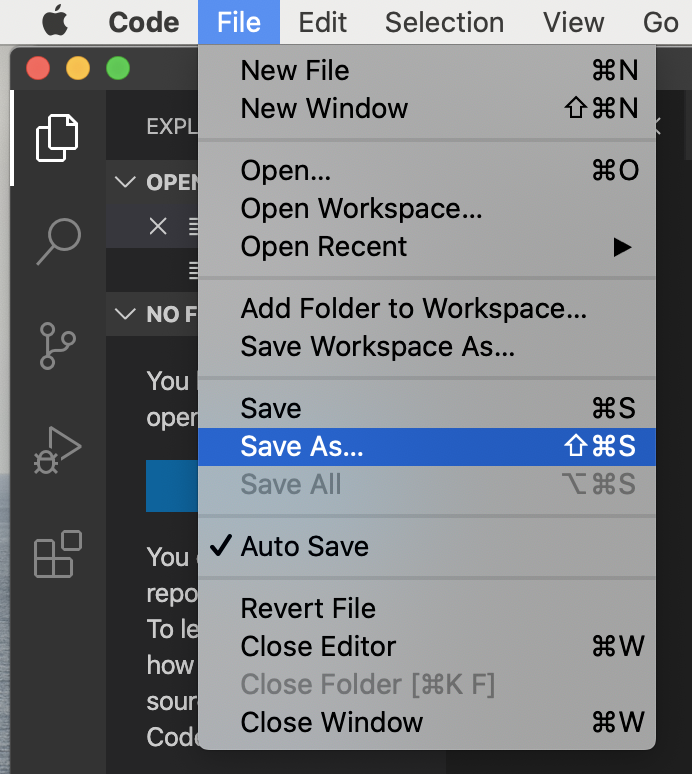 Code File Edit Selection View Go
New File ⌘N
New Window ⇧⌘N
Open... ⌘O
Open Workspace...
Open Recent ▶
Add Folder to Workspace...
Save Workspace As...
Save ⌘S
Save As... ⇧⌘S
Save All ⌥⌘S
✓ Auto Save
Revert File
Close Editor ⌘W
Close Folder [⌘K F]
Close Window ⌘W
EXPL
OPEN
NO F
You
open
You
repo
To le
how
sour
Code